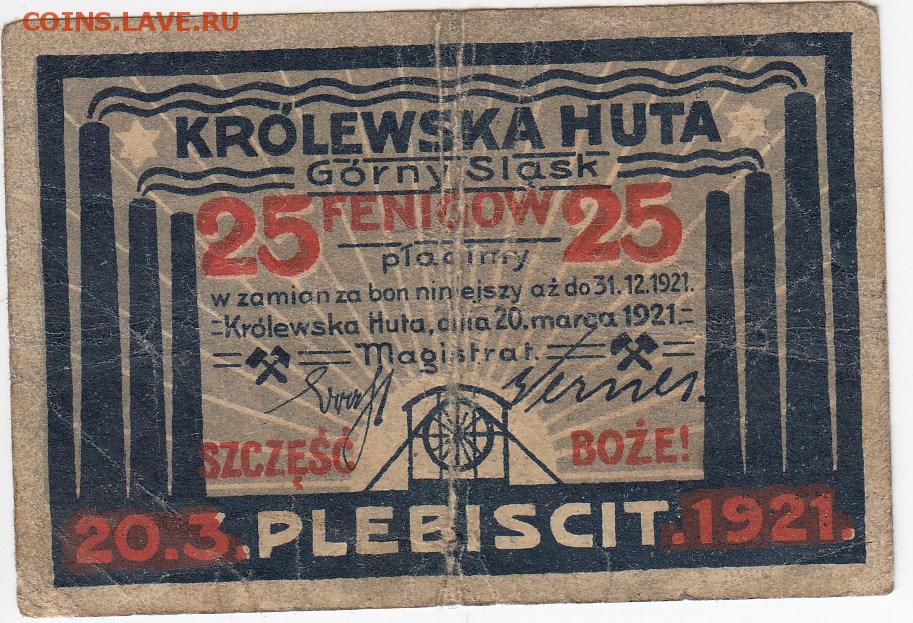 COINS.LAVE.RU
KRÓLEWSKA HUTA
Górny Śląsk
25 FENIGÓW 25
płacimy
w zamian za bon niniejszy aż do 31.12.1921.
Królewska Huta, dnia 20. marca 1921.
Magistrat.
Werner.
SZCZĘŚĆ BOŻE!
20.3. PLEBISCIT. 1921.